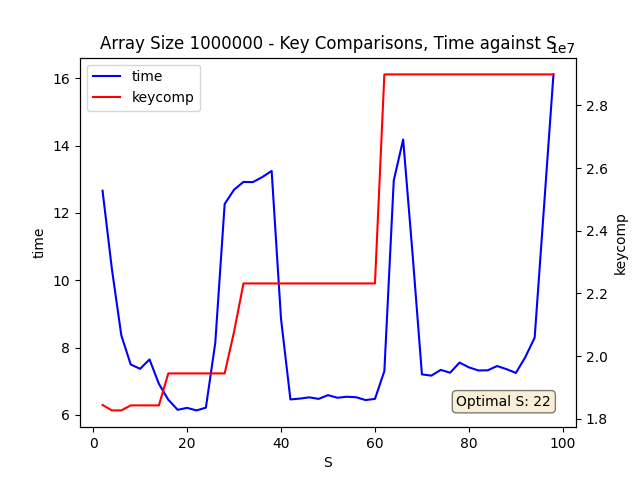 Array Size 1000000 - Key Comparisons, Time against S
1e7
time
keycomp
16
14
12
10
8
6
time
2.8
2.6
2.4
2.2
2.0
1.8
keycomp
Optimal S: 22
0
20
40
60
80
100
S